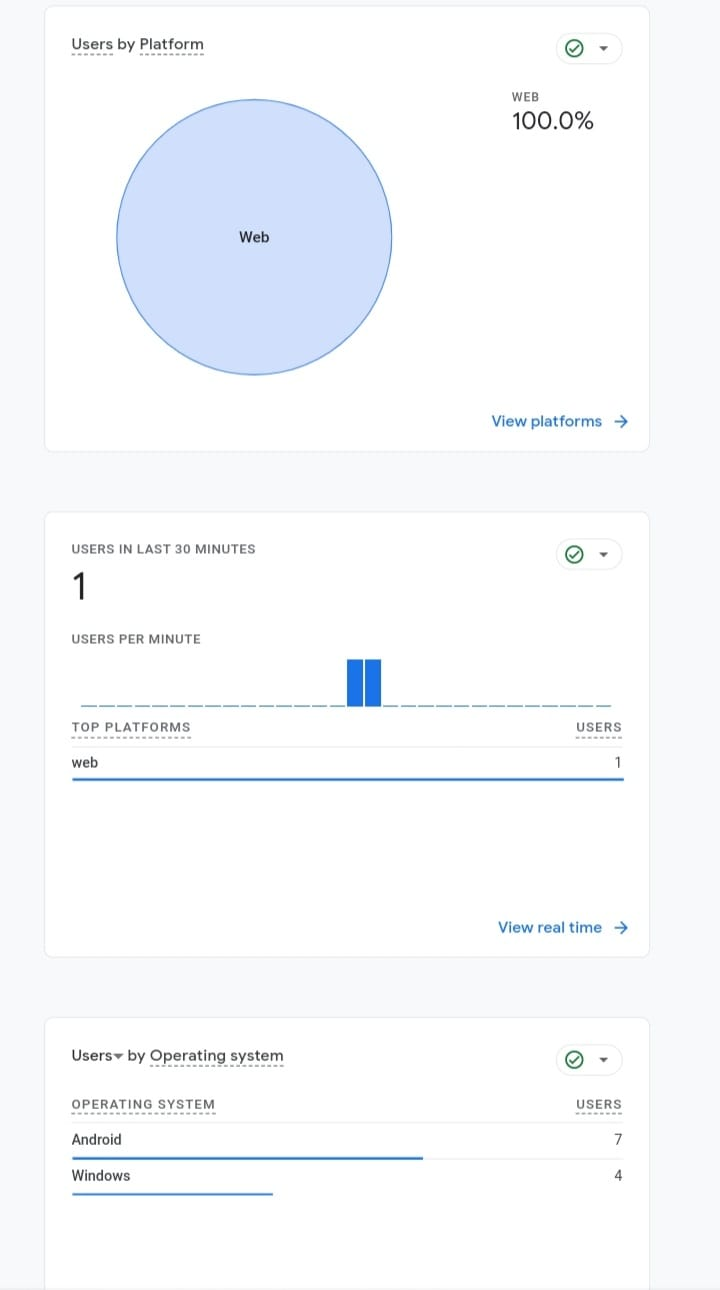 Users by Platform
WEB
100.0%
Web
View platforms
USERS IN LAST 30 MINUTES
1
USERS PER MINUTE
TOP PLATFORMS USERS
web 1
View real time
Users by Operating system
OPERATING SYSTEM USERS
Android 7
Windows 4